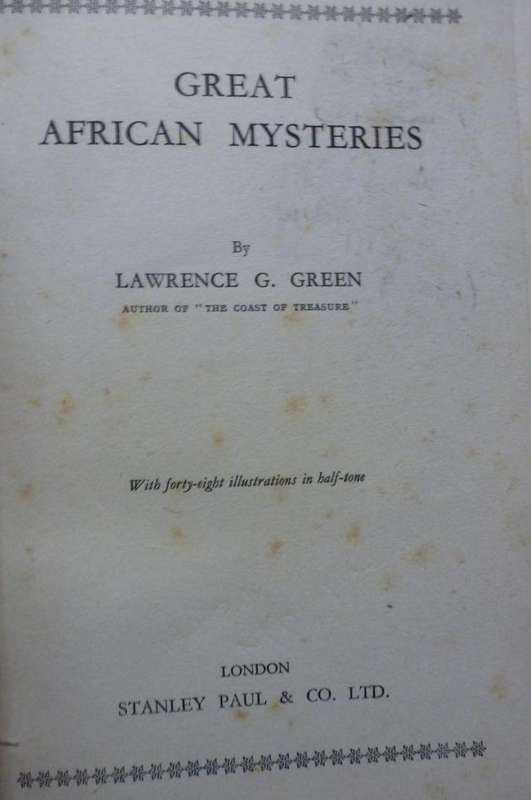 GREAT
AFRICAN MYSTERIES
By
LAWRENCE G. GREEN
AUTHOR OF "THE COAST OF TREASURE"
With forty-eight illustrations in half-tone
LONDON
STANLEY PAUL & CO. LTD.